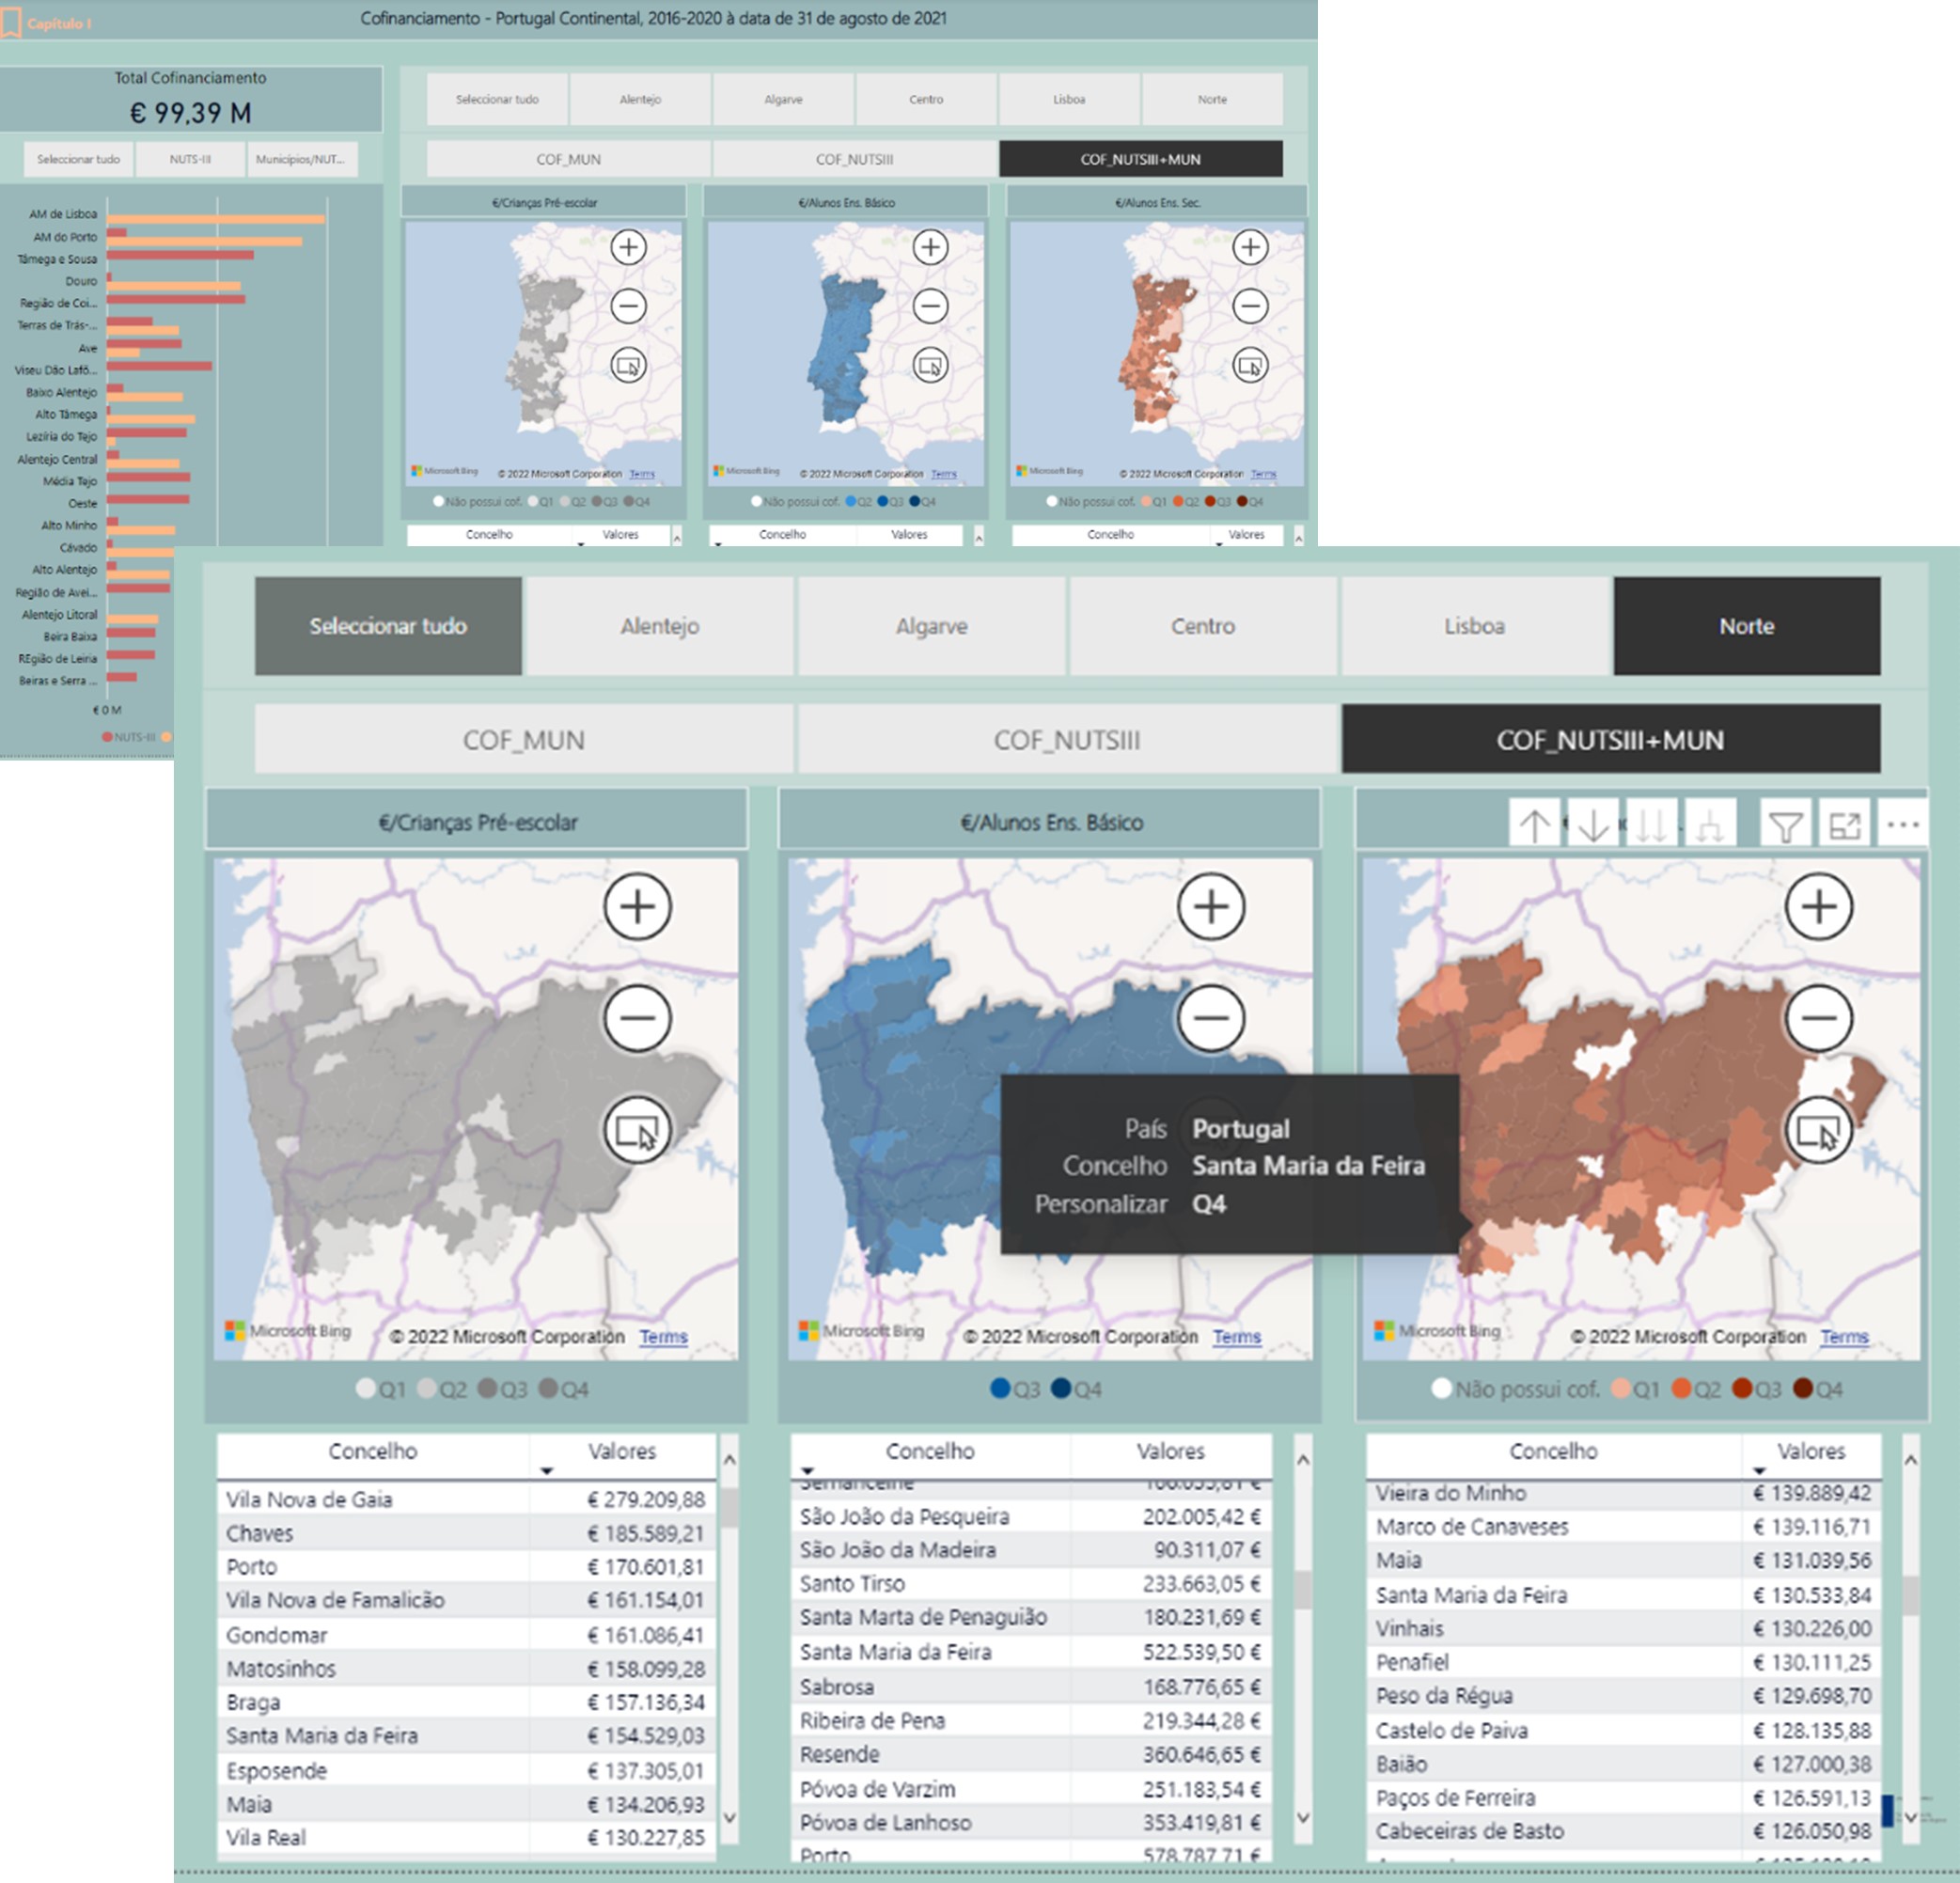 Capítulo I
Cofinanciamento - Portugal Continental, 2016-2020 à data de 31 de agosto de 2021
Total Cofinanciamento
€ 99,39 M
Seleccionar tudo NUTS-III Municípios/NUT...
AM de Lisboa
AM do Porto
Tâmega e Sousa
Douro
Região de Coi...
Terras de Trás-...
Ave
Viseu Dão Lafõ...
Baixo Alentejo
Alto Tâmega
Lezíria do Tejo
Alentejo Central
Média Tejo
Oeste
Alto Minho
Cávado
Alto Alentejo
Região de Avei...
Alentejo Litoral
Beira Baixa
REgião de Leiria
Beiras e Serra ...
€ 0 M
NUTS-III
Seleccionar tudo Alentejo Algarve Centro Lisboa Norte
COF_MUN COF_NUTSIII COF_NUTSIII+MUN
€/Crianças Pré-escolar €/Alunos Ens. Básico €/Alunos Ens. Sec.
Microsoft Bing © 2022 Microsoft Corporation Terms
Microsoft Bing © 2022 Microsoft Corporation Terms
Microsoft Bing © 2022 Microsoft Corporation Terms
Não possui cof. Q1 Q2 Q3 Q4
Não possui cof. Q2 Q3 Q4
Não possui cof. Q1 Q2 Q3 Q4
Concelho Valores
Concelho Valores
Concelho Valores
Seleccionar tudo Alentejo Algarve Centro Lisboa Norte
COF_MUN COF_NUTSIII COF_NUTSIII+MUN
€/Crianças Pré-escolar
Microsoft Bing © 2022 Microsoft Corporation Terms
Q1 Q2 Q3 Q4
Concelho Valores
Vila Nova de Gaia € 279.209,88
Chaves € 185.589,21
Porto € 170.601,81
Vila Nova de Famalicão € 161.154,01
Gondomar € 161.086,41
Matosinhos € 158.099,28
Braga € 157.136,34
Santa Maria da Feira € 154.529,03
Esposende € 137.305,01
Maia € 134.206,93
Vila Real € 130.227,85
€/Alunos Ens. Básico
País Portugal
Concelho Santa Maria da Feira
Personalizar Q4
Microsoft Bing © 2022 Microsoft Corporation Terms
Q3 Q4
Concelho Valores
São João da Pesqueira 202.005,42 €
São João da Madeira 90.311,07 €
Santo Tirso 233.663,05 €
Santa Marta de Penaguião 180.231,69 €
Santa Maria da Feira 522.539,50 €
Sabrosa 168.776,65 €
Ribeira de Pena 219.344,28 €
Resende 360.646,65 €
Póvoa de Varzim 251.183,54 €
Póvoa de Lanhoso 353.419,81 €
Porto 578.787,71 €
Microsoft Bing © 2022 Microsoft Corporation Terms
Não possui cof. Q1 Q2 Q3 Q4
Concelho Valores
Vieira do Minho € 139.889,42
Marco de Canaveses € 139.116,71
Maia € 131.039,56
Santa Maria da Feira € 130.533,84
Vinhais € 130.226,00
Penafiel € 130.111,25
Peso da Régua € 129.698,70
Castelo de Paiva € 128.135,88
Baião € 127.000,38
Paços de Ferreira € 126.591,13
Cabeceiras de Basto € 126.050,98